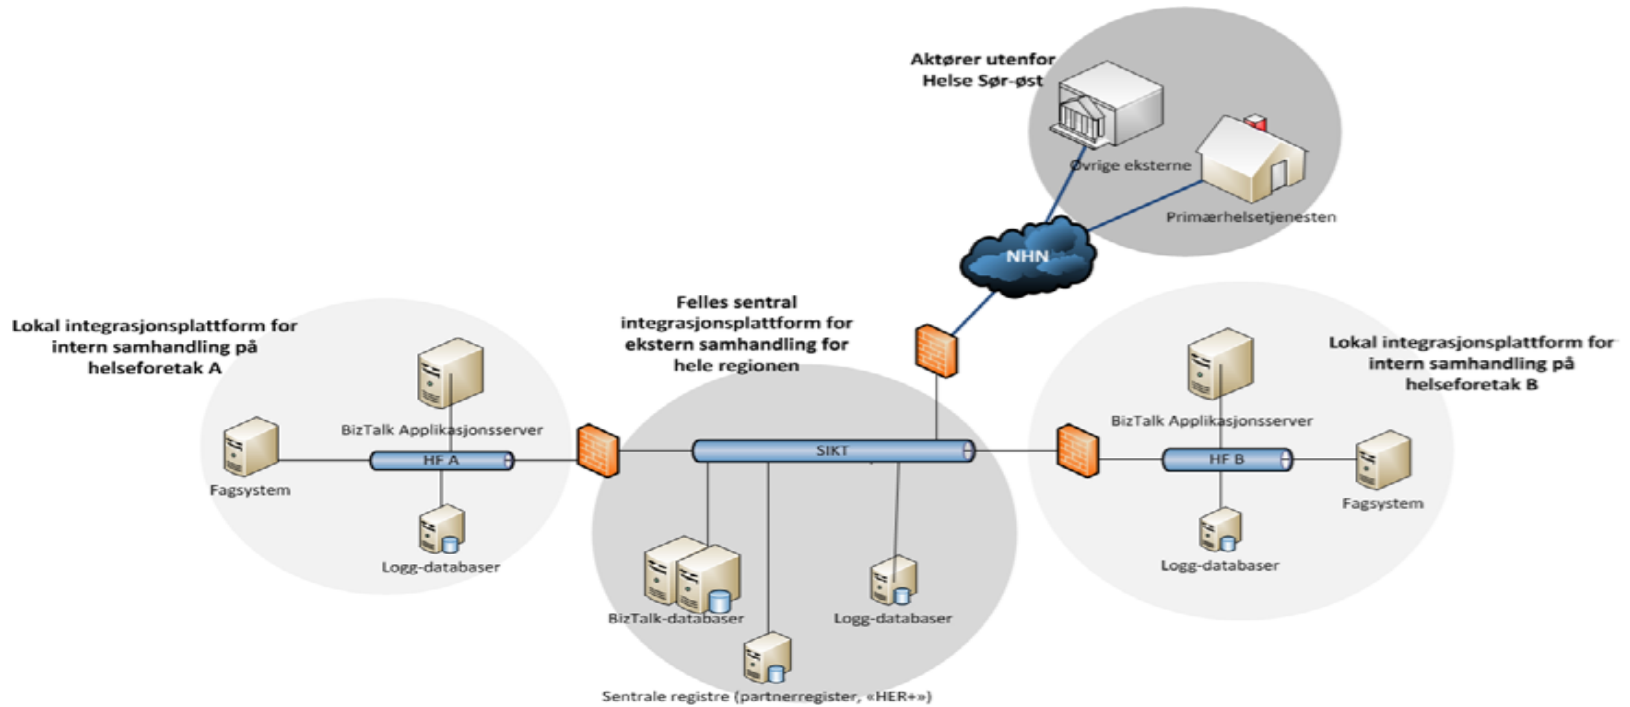 Aktører utenfor
Helse Sør-øst
Øvrige eksterne
Primærhelsetjenesten
NHN
Lokal integrasjonsplattform for
intern samhandling på
helseforetak A
BizTalk Applikasjonsserver
HF A
Fagsystem
Logg-databaser
Felles sentral
integrasjonsplattform for
ekstern samhandling for
hele regionen
SIKT
BizTalk-databaser
Logg-databaser
Sentrale registre (partnerregister, «HER+»)
Lokal integrasjonsplattform for
intern samhandling på
helseforetak B
BizTalk Applikasjonsserver
HF B
Fagsystem
Logg-databaser